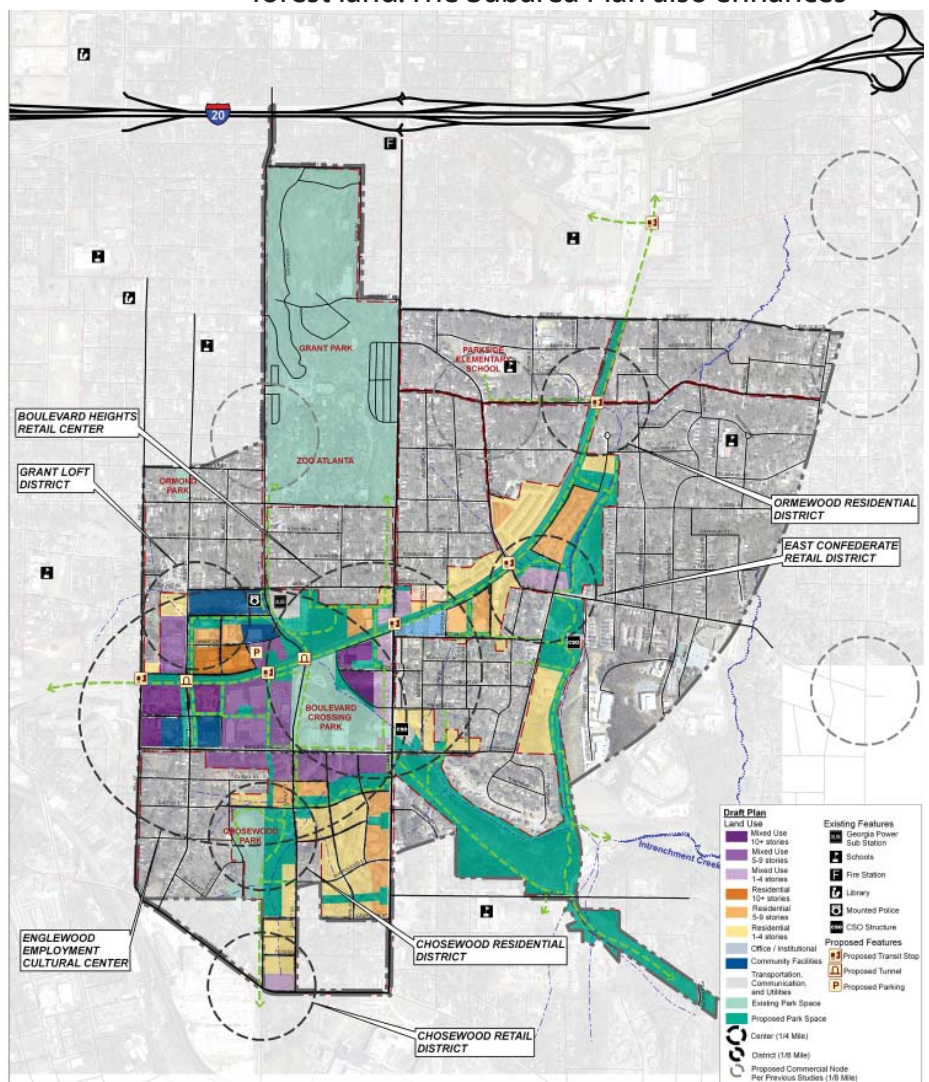 forest land. The Subarea Plan also enhances
20
GRANT PARK
PARKSIDE
ELEMENTARY
SCHOOL
BOULEVARD HEIGHTS
RETAIL CENTER
ZOO ATLANTA
GRANT LOFT
DISTRICT
ORMOND
PARK
ORMEWOOD RESIDENTIAL
DISTRICT
EAST CONFEDERATE
RETAIL DISTRICT
BOULEVARD
CROSSING
PARK
CHOSEWOOD
PARK
Intrenchment Creek
ENGLEWOOD
EMPLOYMENT
CULTURAL CENTER
CHOSEWOOD RESIDENTIAL
DISTRICT
CHOSEWOOD RETAIL
DISTRICT
Draft Plan
Land Use
Mixed Use
10+ stories
Mixed Use
5-9 stories
Mixed Use
1-4 stories
Residential
10+ stories
Residential
5-9 stories
Residential
1-4 stories
Office / Institutional
Community Facilities
Transportation,
Communication,
and Utilities
Existing Park Space
Proposed Park Space
Center (1/4 Mile)
District (1/8 Mile)
Proposed Commercial Node
Per Previous Studies (1/8 Mile)
Existing Features
Georgia Power
Sub Station
Schools
F
Fire Station
Library
Mounted Police
CSO
CSO Structure
Proposed Features
Proposed Transit Stop
Proposed Tunnel
P
Proposed Parking